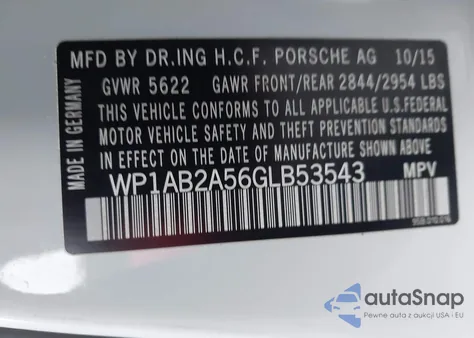 MFD BY DR.ING H.C.F. PORSCHE AG 10/15
GVWR 5622 GAWR FRONT/REAR 2844/2954 LBS
THIS VEHICLE CONFORMS TO ALL APPLICABLE U.S.FEDERAL
MOTOR VEHICLE SAFETY AND THEFT PREVENTION STANDARDS
IN EFFECT ON THE DATE OF MANUFACTURE SHOWN ABOVE.
WP1AB2A56GLB53543 MPV
MADE IN GERMANY
autoSnap
Pewne auta z aukcji USA i EU